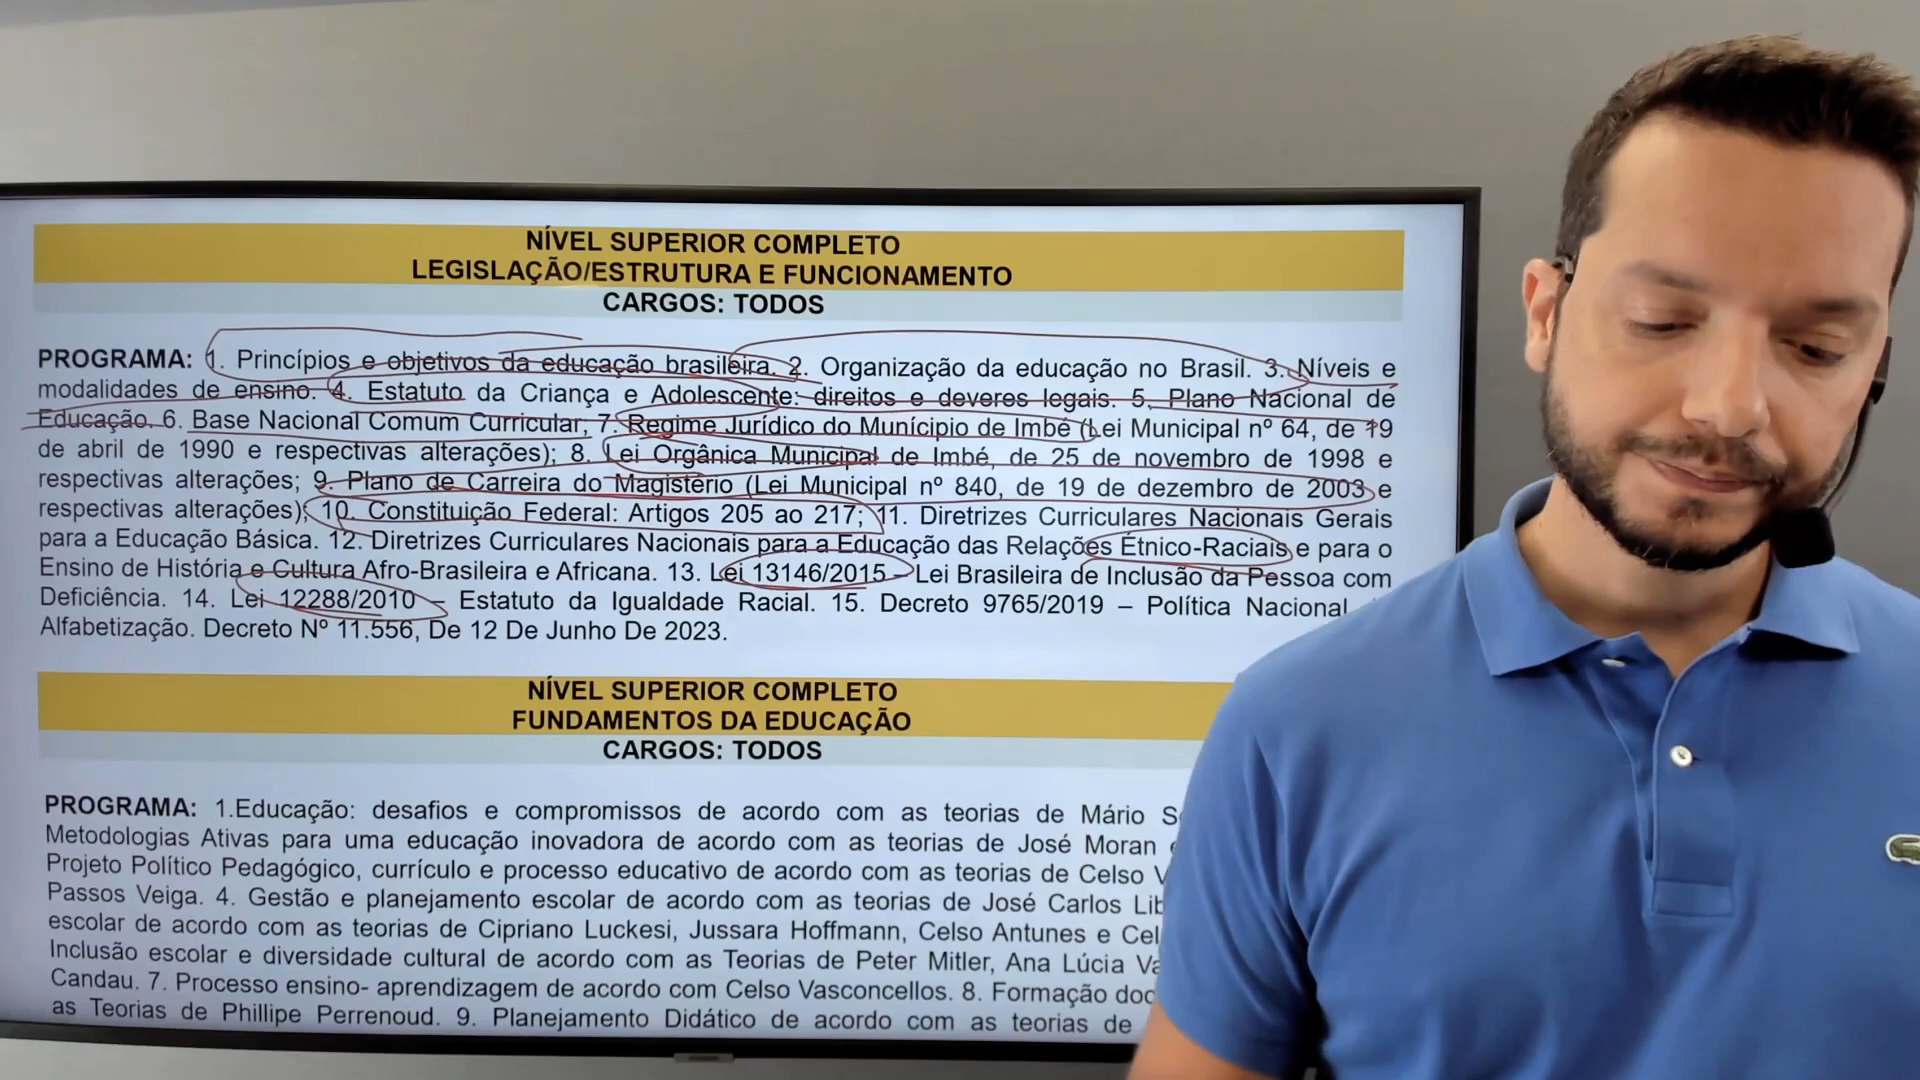 NÍVEL SUPERIOR COMPLETO
LEGISLAÇÃO/ESTRUTURA E FUNCIONAMENTO
CARGOS: TODOS
PROGRAMA: 1. Princípios e objetivos da educação brasileira. 2. Organização da educação no Brasil. 3. Níveis e
modalidades de ensino. 4. Estatuto da Criança e Adolescente: direitos e deveres legais. 5. Plano Nacional de
Educação. 6. Base Nacional Comum Curricular; 7. Regime Jurídico do Munícipio de Imbé (Lei Municipal nº 64, de 19
de abril de 1990 e respectivas alterações); 8. Lei Orgânica Municipal de Imbé, de 25 de novembro de 1998 e
respectivas alterações; 9. Plano de Carreira do Magistério (Lei Municipal nº 840, de 19 de dezembro de 2003 e
respectivas alterações); 10. Constituição Federal: Artigos 205 ao 217; 11. Diretrizes Curriculares Nacionais Gerais
para a Educação Básica. 12. Diretrizes Curriculares Nacionais para a Educação das Relações Étnico-Raciais e para o
Ensino de História e Cultura Afro-Brasileira e Africana. 13. Lei 13146/2015 – Lei Brasileira de Inclusão da Pessoa com
Deficiência. 14. Lei 12288/2010 – Estatuto da Igualdade Racial. 15. Decreto 9765/2019 – Política Nacional
Alfabetização. Decreto Nº 11.556, De 12 De Junho De 2023.
NÍVEL SUPERIOR COMPLETO
FUNDAMENTOS DA EDUCAÇÃO
CARGOS: TODOS
PROGRAMA: 1.Educação: desafios e compromissos de acordo com as teorias de Mário
Metodologias Ativas para uma educação inovadora de acordo com as teorias de José Moran
Projeto Político Pedagógico, currículo e processo educativo de acordo com as teorias de Celso
Passos Veiga. 4. Gestão e planejamento escolar de acordo com as teorias de José Carlos
escolar de acordo com as teorias de Cipriano Luckesi, Jussara Hoffmann, Celso Antunes e
Inclusão escolar e diversidade cultural de acordo com as Teorias de Peter Mitler, Ana Lúcia
Candau. 7. Processo ensino- aprendizagem de acordo com Celso Vasconcellos. 8. Formação
as Teorias de Phillipe Perrenoud. 9. Planejamento Didático de acordo com as teorias de